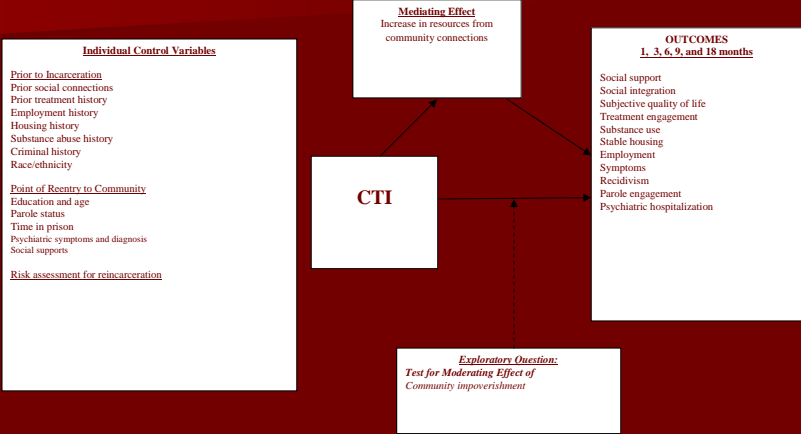 Individual Control Variables
Prior to Incarceration
Prior social connections
Prior treatment history
Employment history
Housing history
Substance abuse history
Criminal history
Race/ethnicity
Point of Reentry to Community
Education and age
Parole status
Time in prison
Psychiatric symptoms and diagnosis
Social supports
Risk assessment for reincarceration
Mediating Effect
Increase in resources from
community connections
CTI
OUTCOMES
1, 3, 6, 9, and 18 months
Social support
Social integration
Subjective quality of life
Treatment engagement
Substance use
Stable housing
Employment
Symptoms
Recidivism
Parole engagement
Psychiatric hospitalization
Exploratory Question:
Test for Moderating Effect of
Community impoverishment